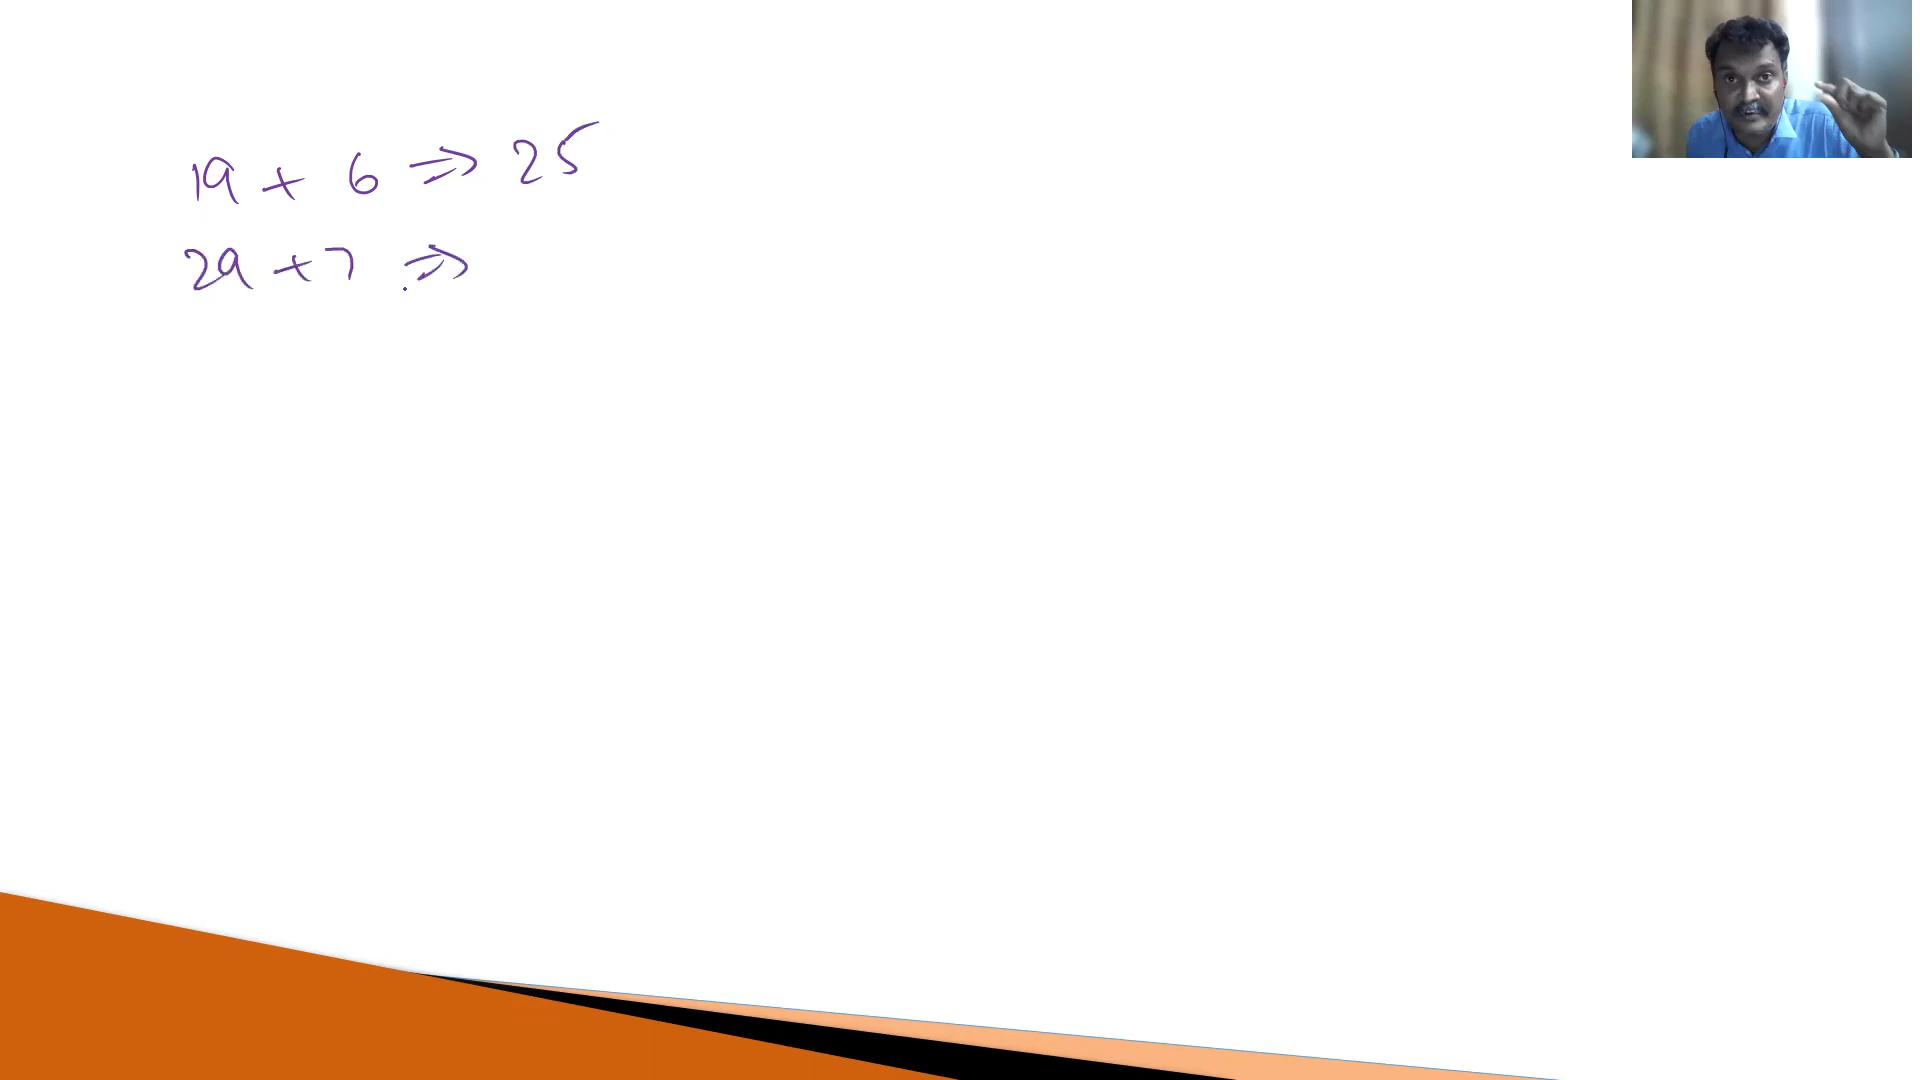 19 + 6 ⇒ 25
29 + 7 ⇒